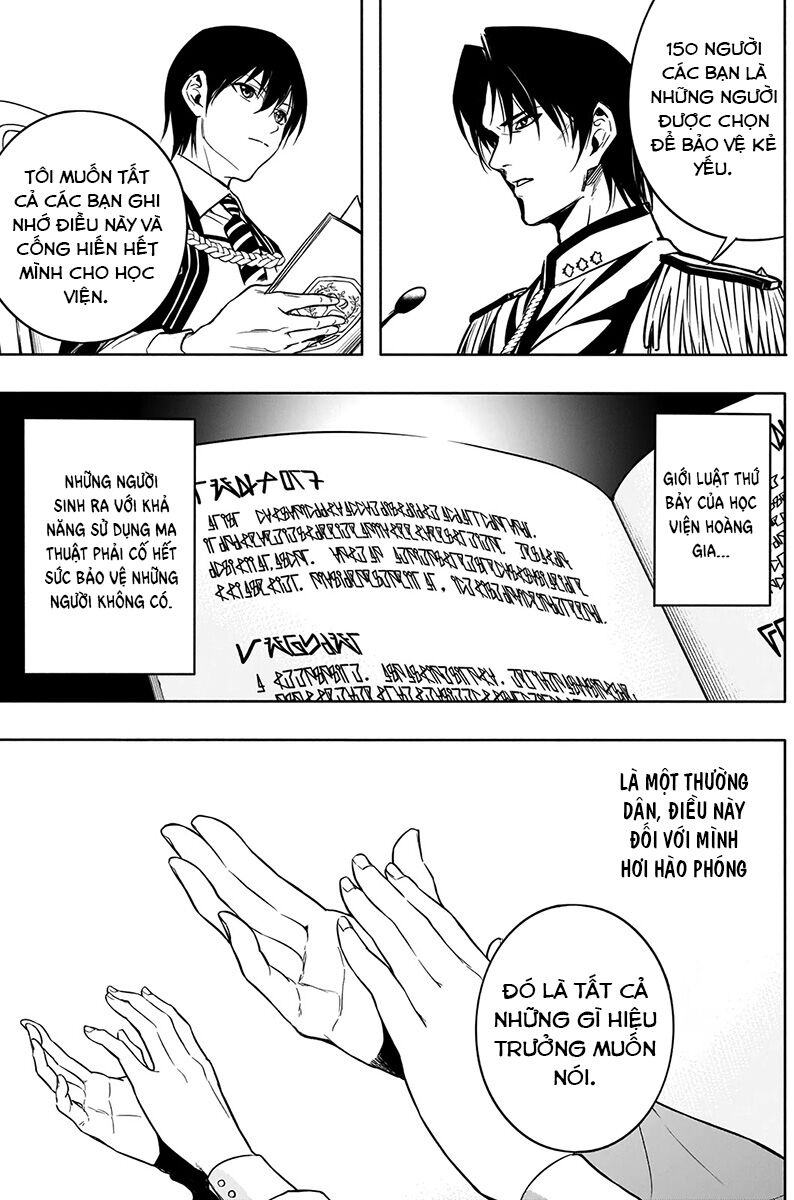 150 NGƯỜI
CÁC BẠN LÀ
NHỮNG NGƯỜI
ĐƯỢC CHỌN
ĐỂ BẢO VỆ KẺ
YẾU.
TÔI MUỐN TẤT
CẢ CÁC BẠN GHI
NHỚ ĐIỀU NÀY VÀ
CỐNG HIẾN HẾT
MÌNH CHO HỌC
VIỆN.
GIỚI LUẬT THỨ
BẢY CỦA HỌC
VIỆN HOÀNG
GIA...
NHỮNG NGƯỜI
SINH RA VỚI KHẢ
NĂNG SỬ DỤNG MA
THUẬT PHẢI CỐ HẾT
SỨC BẢO VỆ NHỮNG
NGƯỜI KHÔNG CÓ.
LÀ MỘT THƯỜNG
DÂN, ĐIỀU NÀY
ĐỐI VỚI MÌNH
HƠI HÀO PHÓNG
ĐÓ LÀ TẤT CẢ
NHỮNG GÌ HIỆU
TRƯỞNG MUỐN
NÓI.